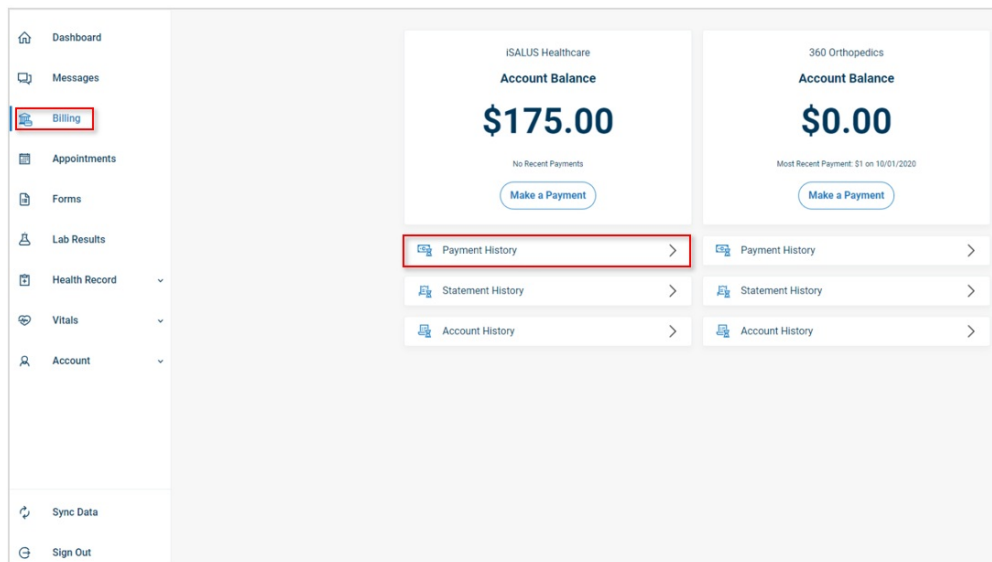 Dashboard
Messages
Billing
Appointments
Forms
Lab Results
Health Record
Vitals
Account
Sync Data
Sign Out
iSALUS Healthcare
Account Balance
$175.00
No Recent Payments
Make a Payment
Payment History
Statement History
Account History
360 Orthopedics
Account Balance
$0.00
Most Recent Payment: $1 on 10/01/2020
Make a Payment
Payment History
Statement History
Account History